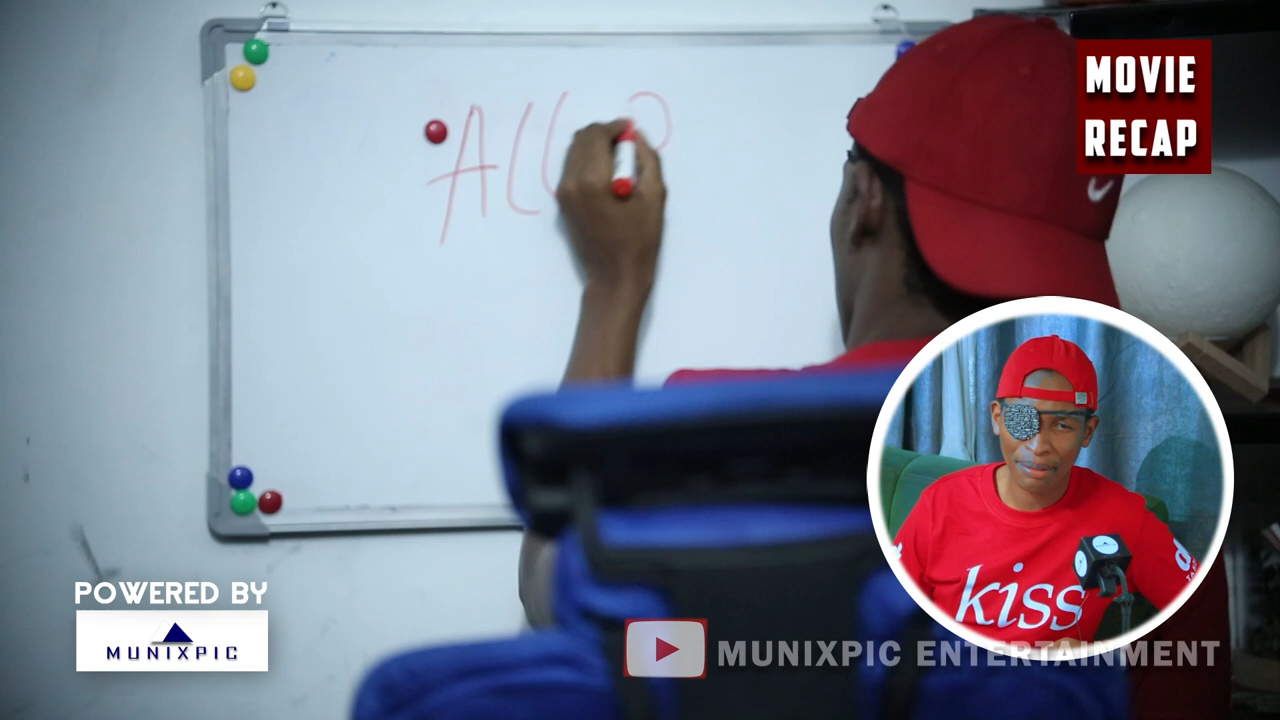 MOVIE
RECAP
kiss
POWERED BY
MUNIXPIC
MUNIXPIC ENTERTAINMENT